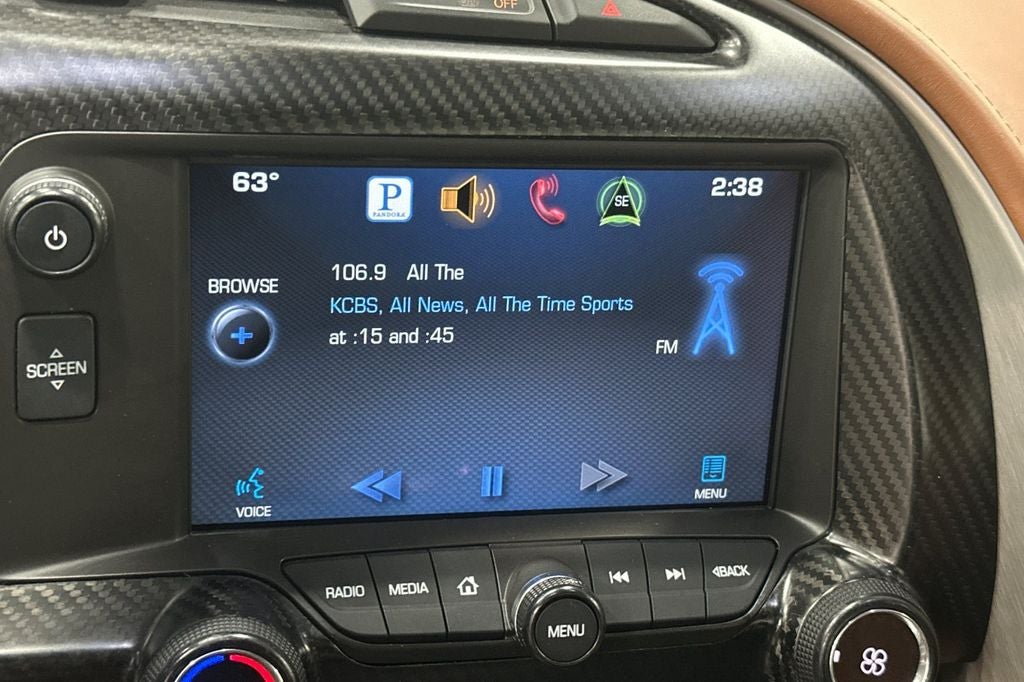 OFF
63°
P
PANDORA
SE
2:38
BROWSE
106.9 All The
KCBS, All News, All The Time Sports
at :15 and :45
FM
SCREEN
VOICE
MENU
RADIO
MEDIA
MENU
BACK